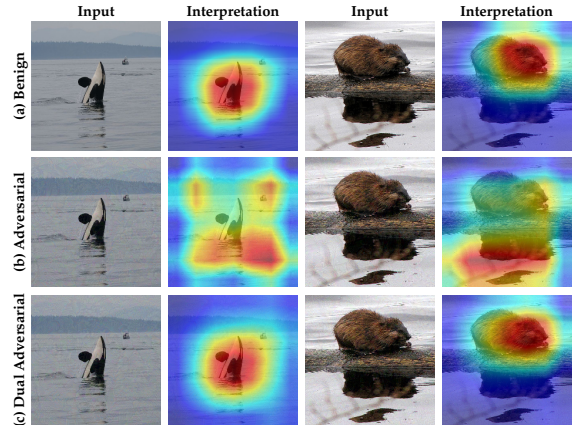 Input Interpretation Input Interpretation
(a) Benign
(b) Adversarial
(c) Dual Adversarial